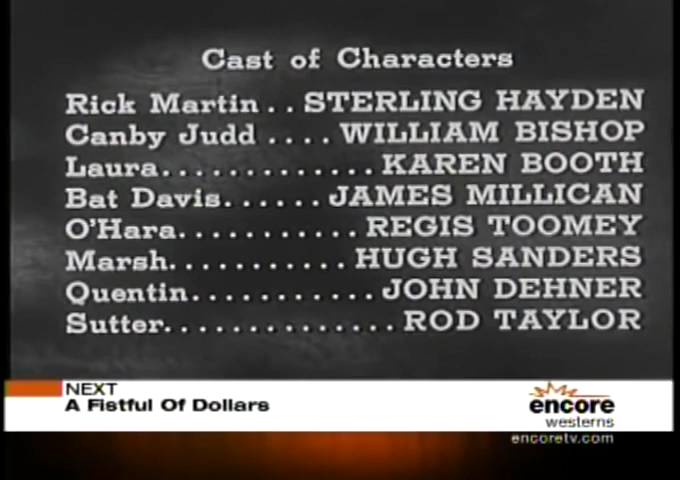 Cast of Characters
Rick Martin . . STERLING HAYDEN
Canby Judd . . . . WILLIAM BISHOP
Laura. . . . . . . . . . . . . KAREN BOOTH
Bat Davis. . . . . . JAMES MILLICAN
O'Hara. . . . . . . . . . . REGIS TOOMEY
Marsh. . . . . . . . . . . HUGH SANDERS
Quentin. . . . . . . . . . . JOHN DEHNER
Sutter. . . . . . . . . . . . . . ROD TAYLOR
NEXT
A Fistful Of Dollars
encore
westerns
encoretv.com